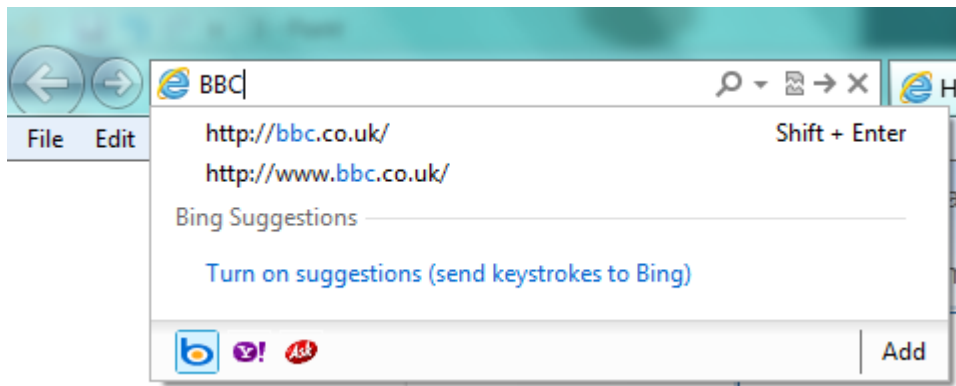 BBC
H
File Edit
http://bbc.co.uk/ Shift + Enter
http://www.bbc.co.uk/
Bing Suggestions
Turn on suggestions (send keystrokes to Bing)
b Y! Ask Add